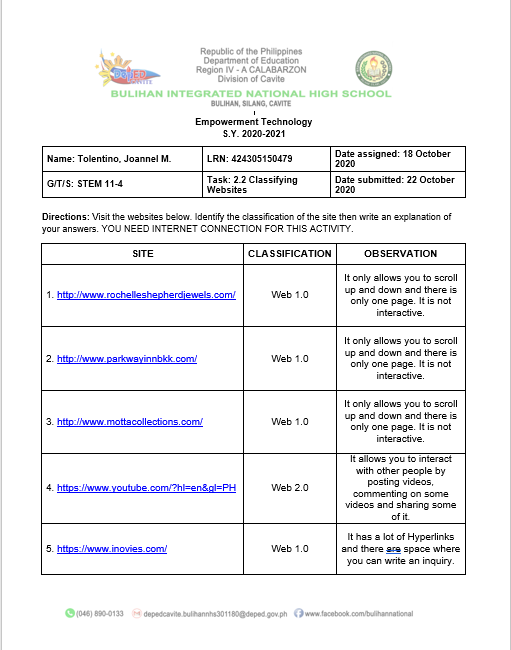 Republic of the Philippines
Department of Education
Region IV - A CALABARZON
Division of Cavite
DepED
BULIHAN INTEGRATED NATIONAL HIGH SCHOOL
BULIHAN, SILANG, CAVITE
Empowerment Technology
S.Y. 2020-2021
Name: Tolentino, Joannel M.
LRN: 424305150479
Date assigned: 18 October
2020
G/T/S: STEM 11-4
Task: 2.2 Classifying
Websites
Date submitted: 22 October
2020
Directions: Visit the websites below. Identify the classification of the site then write an explanation of
your answers. YOU NEED INTERNET CONNECTION FOR THIS ACTIVITY.
SITE
CLASSIFICATION
OBSERVATION
1. http://www.rochelleshepherdjewels.com/
Web 1.0
It only allows you to scroll
up and down and there is
only one page. It is not
interactive.
2. http://www.parkwayinnbkk.com/
Web 1.0
It only allows you to scroll
up and down and there is
only one page. It is not
interactive.
3. http://www.mottacollections.com/
Web 1.0
It only allows you to scroll
up and down and there is
only one page. It is not
interactive.
4. https://www.youtube.com/?hl=en&gl=PH
Web 2.0
It allows you to interact
with other people by
posting videos,
commenting on some
videos and sharing some
of it.
5. https://www.inovies.com/
Web 1.0
It has a lot of Hyperlinks
and there are space where
you can write an inquiry.
(046) 890-0133
depedcavite.bulihannhs301180@deped.gov.ph
www.facebook.com/bulihannational